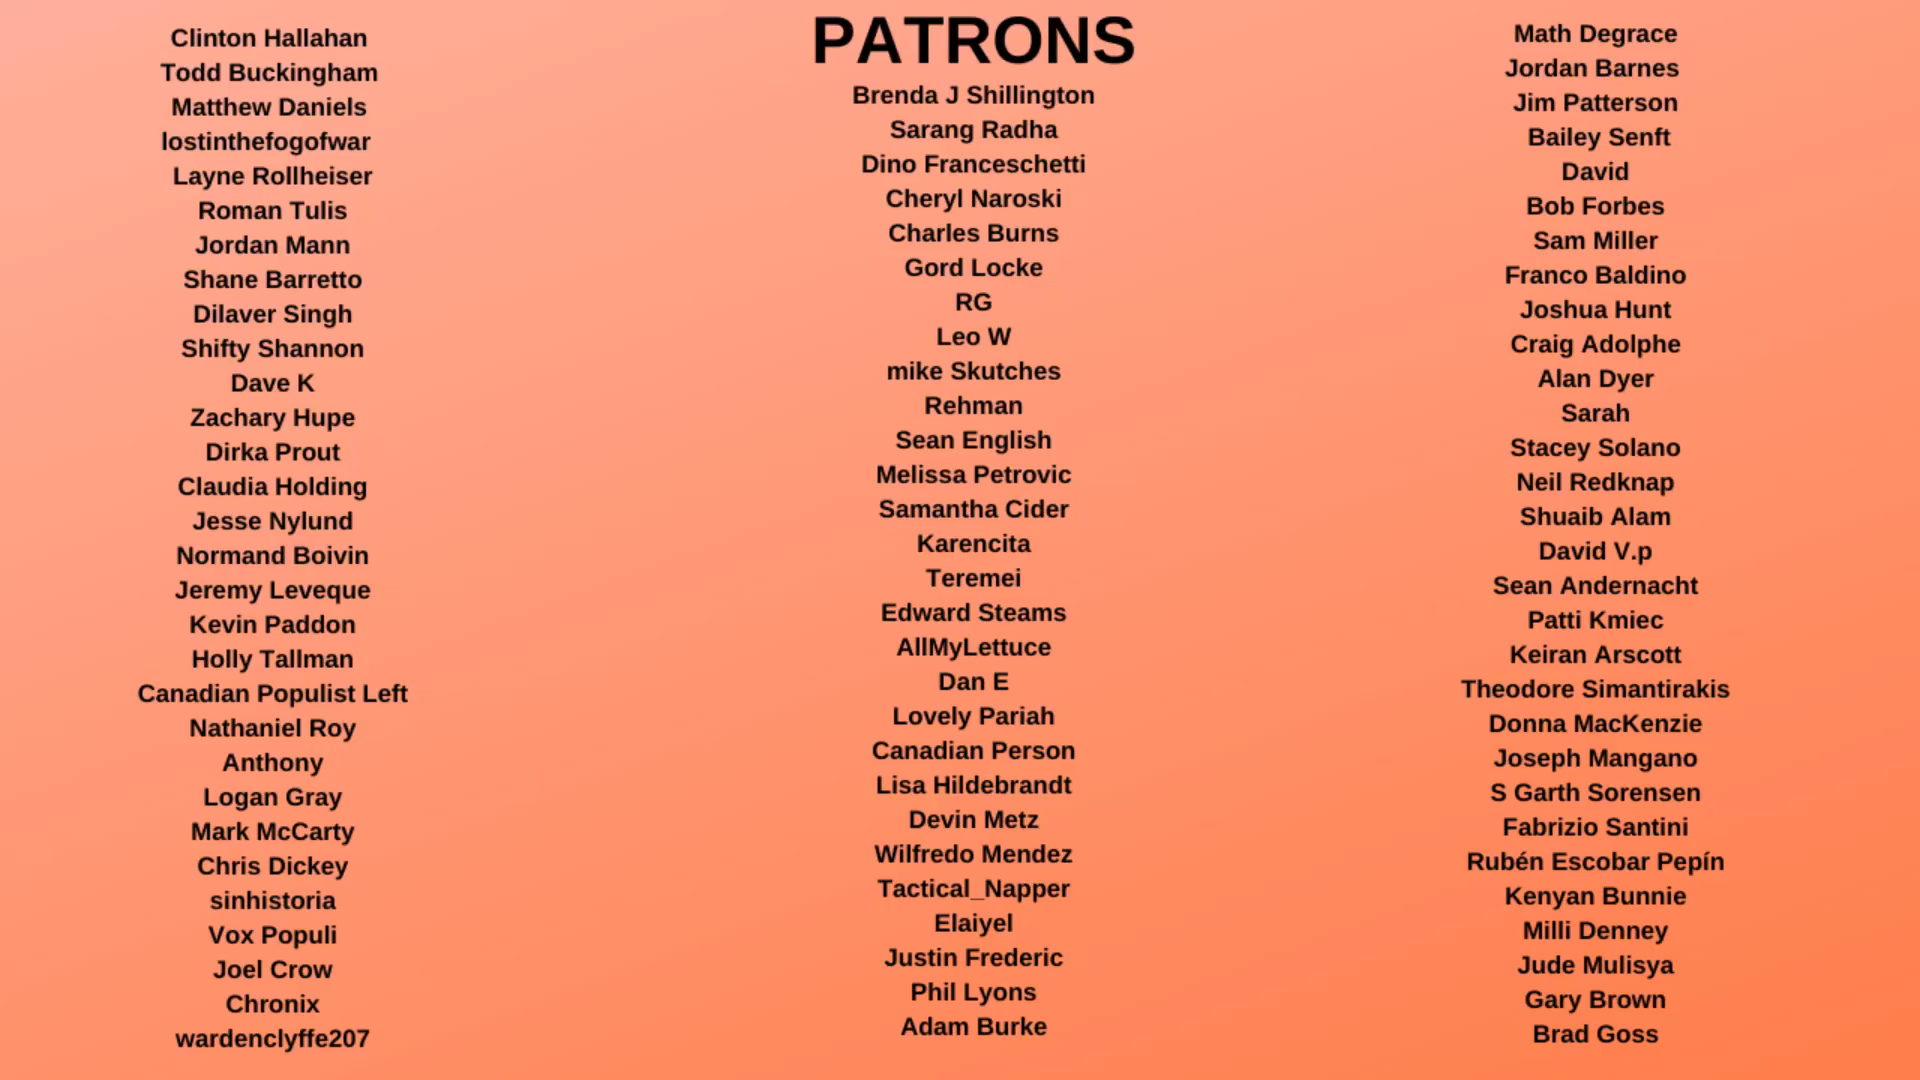 PATRONS
Clinton Hallahan
Todd Buckingham
Matthew Daniels
lostinthefogofwar
Layne Rollheiser
Roman Tulis
Jordan Mann
Shane Barretto
Dilaver Singh
Shifty Shannon
Dave K
Zachary Hupe
Dirka Prout
Claudia Holding
Jesse Nylund
Normand Boivin
Jeremy Leveque
Kevin Paddon
Holly Tallman
Canadian Populist Left
Nathaniel Roy
Anthony
Logan Gray
Mark McCarty
Chris Dickey
sinhistoria
Vox Populi
Joel Crow
Chronix
wardenclyffe207
Brenda J Shillington
Sarang Radha
Dino Franceschetti
Cheryl Naroski
Charles Burns
Gord Locke
RG
Leo W
mike Skutches
Rehman
Sean English
Melissa Petrovic
Samantha Cider
Karencita
Teremei
Edward Steams
AllMyLettuce
Dan E
Lovely Pariah
Canadian Person
Lisa Hildebrandt
Devin Metz
Wilfredo Mendez
Tactical_Napper
Elaiyel
Justin Frederic
Phil Lyons
Adam Burke
Math Degrace
Jordan Barnes
Jim Patterson
Bailey Senft
David
Bob Forbes
Sam Miller
Franco Baldino
Joshua Hunt
Craig Adolphe
Alan Dyer
Sarah
Stacey Solano
Neil Redknap
Shuaib Alam
David V.p
Sean Andernacht
Patti Kmiec
Keiran Arscott
Theodore Simantirakis
Donna MacKenzie
Joseph Mangano
S Garth Sorensen
Fabrizio Santini
Rubén Escobar Pepín
Kenyan Bunnie
Milli Denney
Jude Mulisya
Gary Brown
Brad Goss